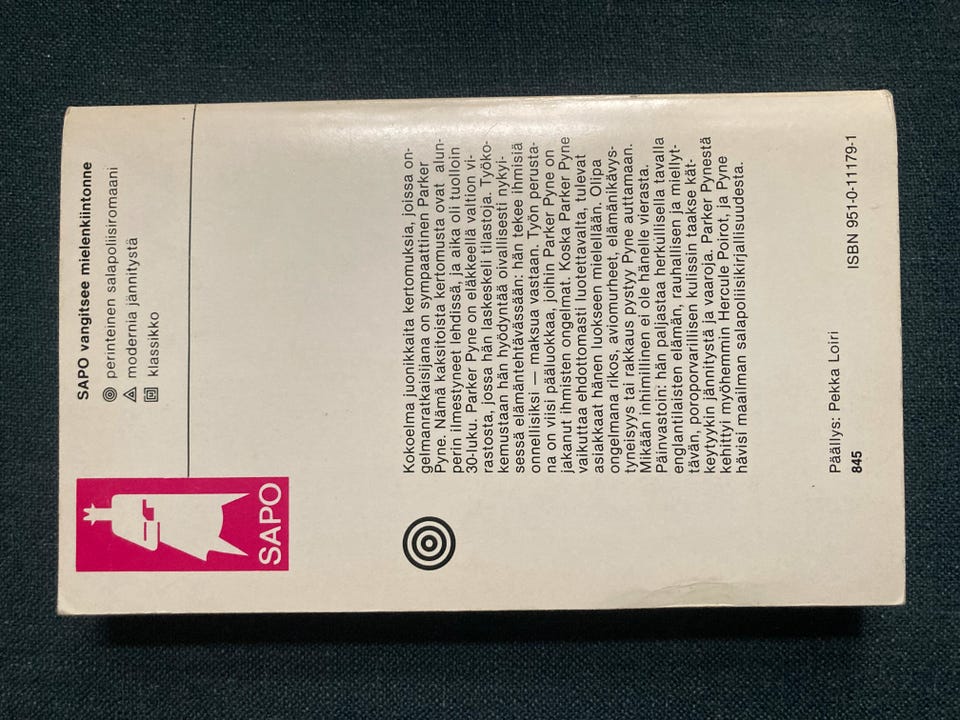 SAPO vangitsee mielenkiintonne
perinteinen salapoliisiromaani
modernia jännitystä
klassikko
SAPO
Kokoelma juonikkaita kertomuksia, joissa on-
gelmanratkaisijana on sympaattinen Parker
Pyne. Nämä kaksitoista kertomusta ovat alun-
perin ilmestyneet lehdissä, ja aika oli tuolloin
30-luku. Parker Pyne on eläkkeellä valtion vi-
rastosta, jossa hän laskeskeli tilastoja. Työko-
kemustaan hän hyödyntää oivallisesti nykyi-
sessä elämäntehtävässään: hän tekee ihmisiä
onnellisiksi — maksua vastaan. Työn perusta-
na on viisi pääluokkaa, joihin Parker Pyne on
jakanut ihmisten ongelmat. Koska Parker Pyne
vaikuttaa ehdottomasti luotettavalta, tulevat
asiakkaat hänen luokseen mielellään. Olipa
ongelmana rikos, aviomurheet, elämänikävys-
tyneisyys tai rakkaus pystyy Pyne auttamaan.
Mikään inhimillinen ei ole hänelle vierasta.
Päinvastoin: hän paljastaa herkullisella tavalla
englantilaisten elämän, rauhallisen ja miellyt-
tävän, poroporvarillisen kulissin taakse kät-
keytyykin jännitystä ja vaaroja. Parker Pynestä
kehittyi myöhemmin Hercule Poirot, ja Pyne
hävisi maailman salapoliisikirjallisuudesta.
Päällys: Pekka Loiri
845
ISBN 951-0-11179-1